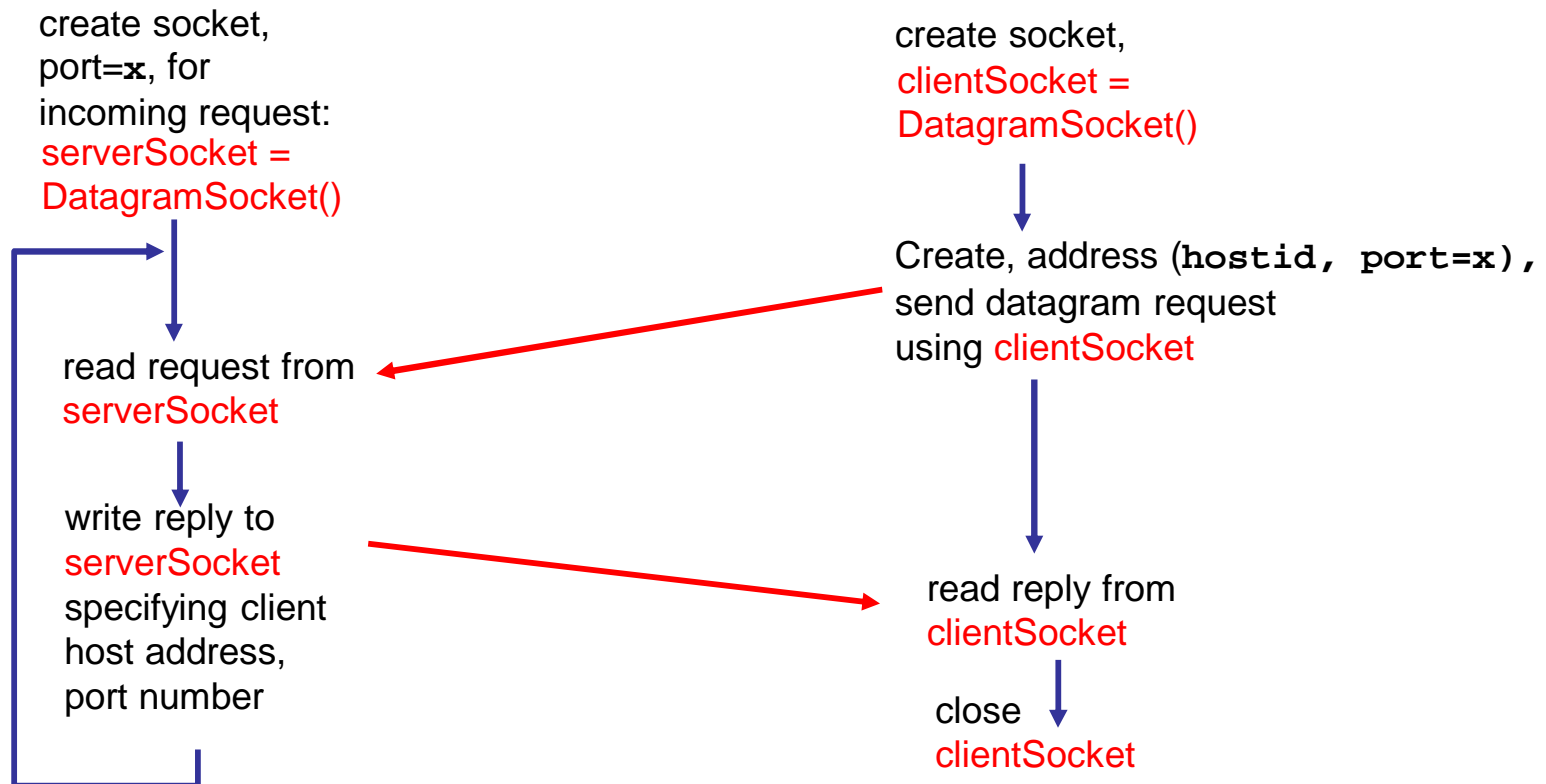 create socket,
port=x, for
incoming request:
serverSocket =
DatagramSocket()
read request from
serverSocket
write reply to
serverSocket
specifying client
host address,
port number
create socket,
clientSocket =
DatagramSocket()
Create, address (hostid, port=x),
send datagram request
using clientSocket
read reply from
clientSocket
close
clientSocket